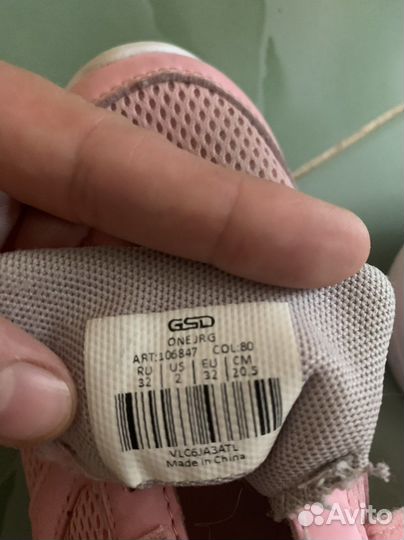 GSD
ONEJRG
ART:106847 COL:80
RU US EU CM
32 2 32 20.5
VLC6JA3ATL
Made in China
Avito